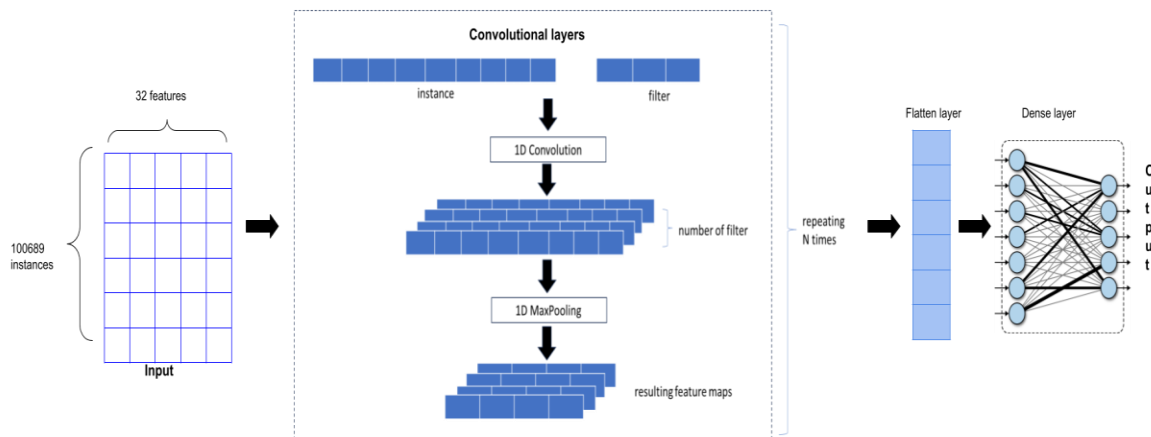 Convolutional layers
instance
filter
32 features
1D Convolution
Flatten layer
Dense layer
number of filter
repeating
N times
100689
instances
Output
1D MaxPooling
Input
resulting feature maps